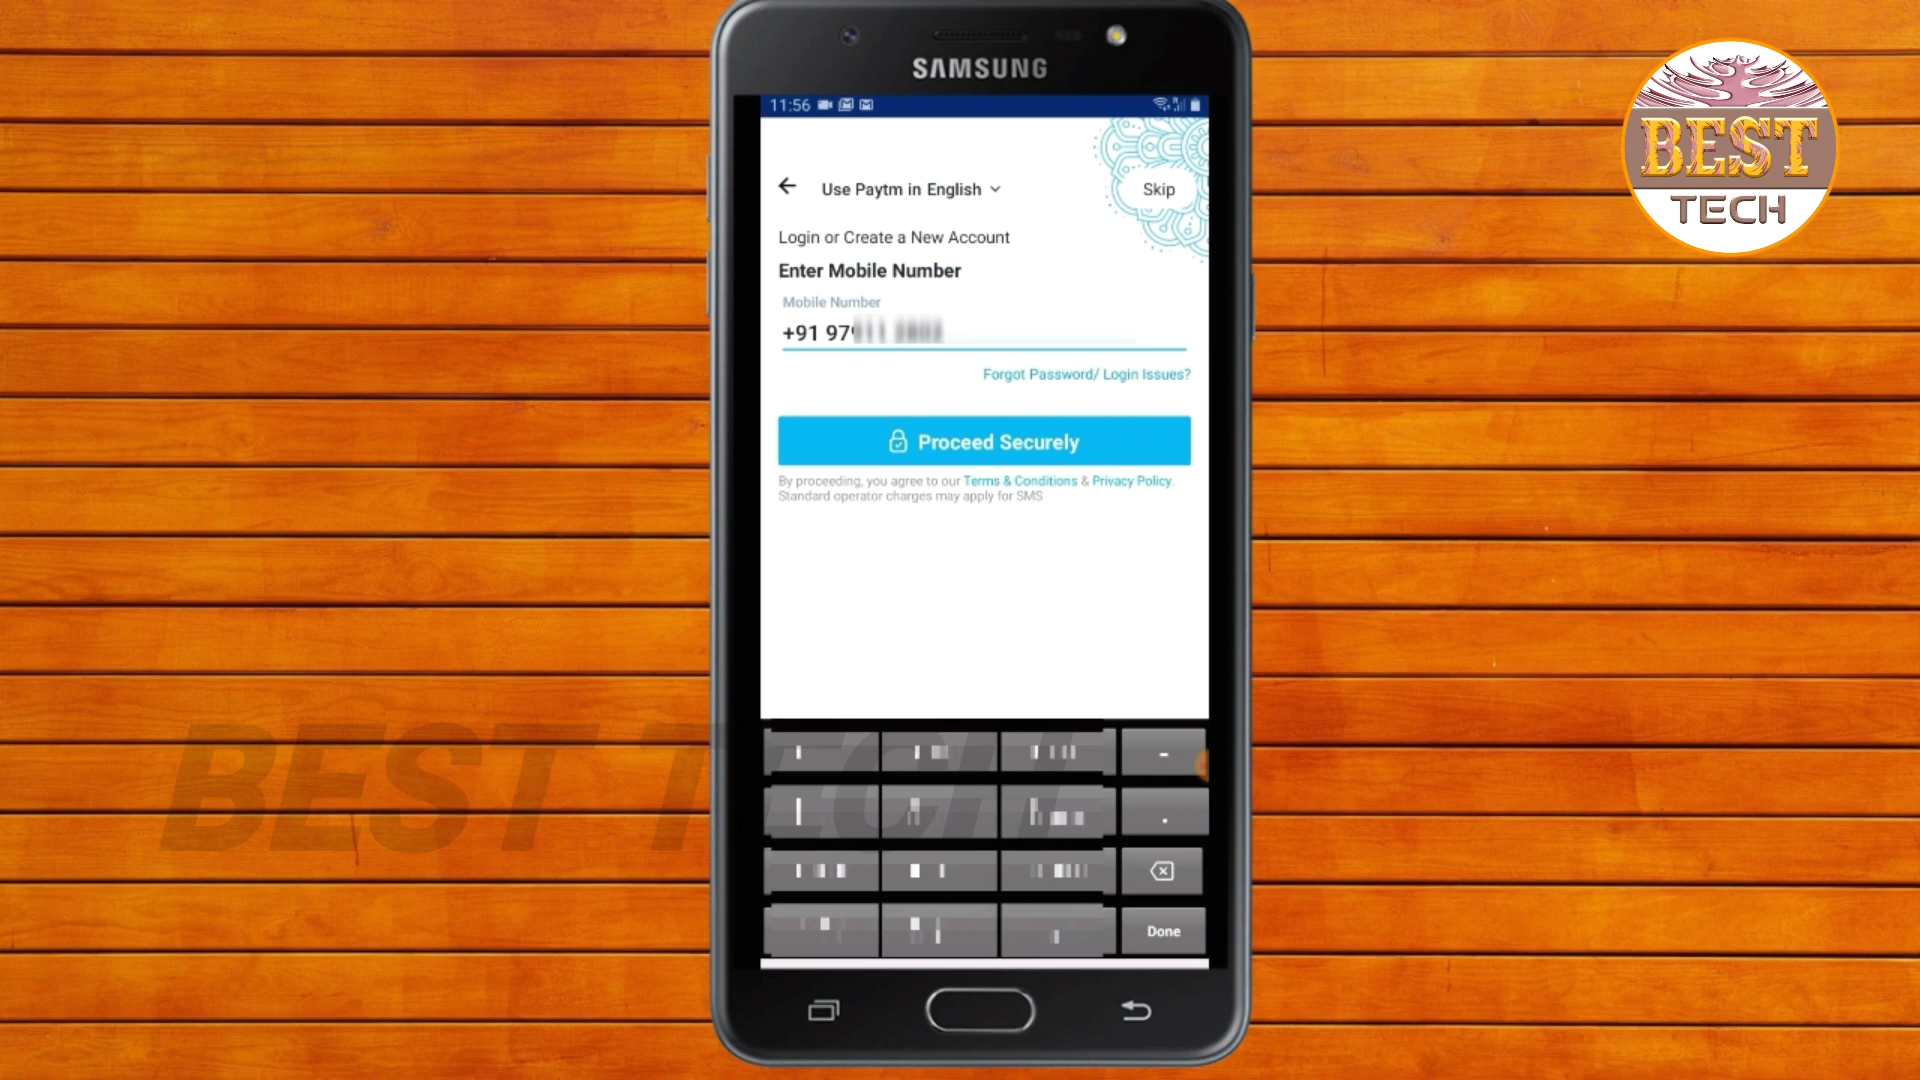 SAMSUNG
11:56
Use Paytm in English
Skip
Login or Create a New Account
Enter Mobile Number
Mobile Number
+91 97
Forgot Password/ Login Issues?
Proceed Securely
By proceeding, you agree to our Terms & Conditions & Privacy Policy.
Standard operator charges may apply for SMS
-
.
Done
BEST
TECH
BEST TECH